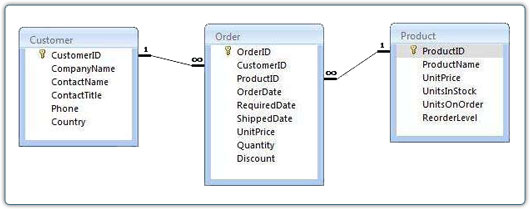 Customer
CustomerID
CompanyName
ContactName
ContactTitle
Phone
Country
1
∞
Order
OrderID
CustomerID
ProductID
OrderDate
RequiredDate
ShippedDate
UnitPrice
Quantity
Discount
1
∞
Product
ProductID
ProductName
UnitPrice
UnitsInStock
UnitsOnOrder
ReorderLevel